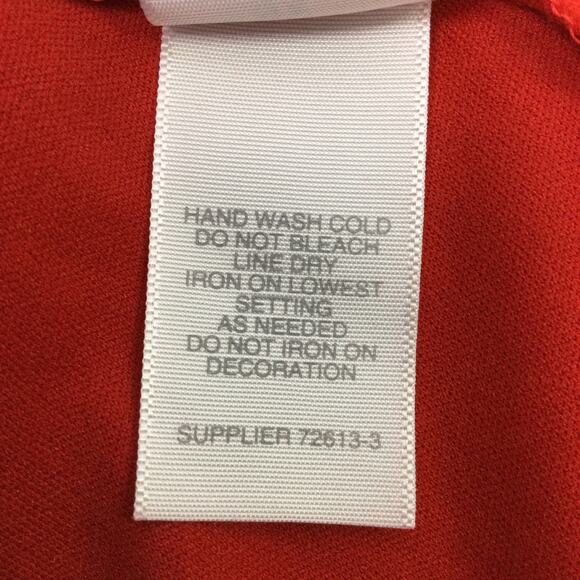 HAND WASH COLD
DO NOT BLEACH
LINE DRY
IRON ON LOWEST
SETTING
AS NEEDED
DO NOT IRON ON
DECORATION
SUPPLIER 72613-3